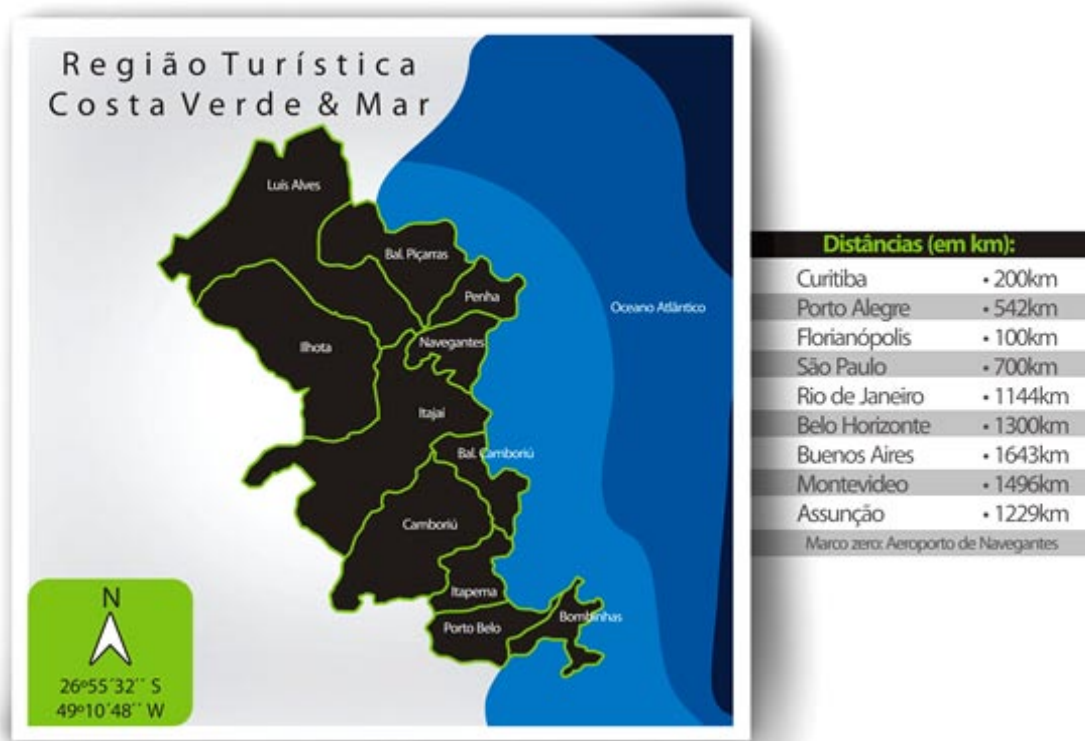 Região Turística
Costa Verde & Mar
Luis Alves
Bal. Piçarras
Penha
Oceano Atlântico
Navegantes
Ilhota
Itajaí
Bal. Camboriú
Camboriú
Itapema
Bombinhas
Porto Belo
N
26º55´32´´ S
49º10´48´´ W
Distâncias (em km):
Curitiba • 200km
Porto Alegre • 542km
Florianópolis • 100km
São Paulo • 700km
Rio de Janeiro • 1144km
Belo Horizonte • 1300km
Buenos Aires • 1643km
Montevideo • 1496km
Assunção • 1229km
Marco zero: Aeroporto de Navegantes